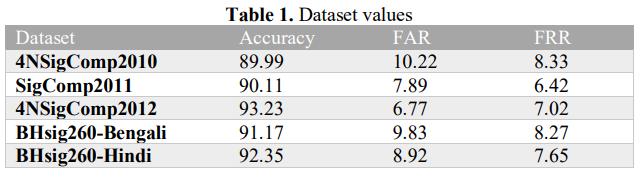 Table 1. Dataset values
Dataset Accuracy FAR FRR
4NSigComp2010 89.99 10.22 8.33
SigComp2011 90.11 7.89 6.42
4NSigComp2012 93.23 6.77 7.02
BHsig260-Bengali 91.17 9.83 8.27
BHsig260-Hindi 92.35 8.92 7.65